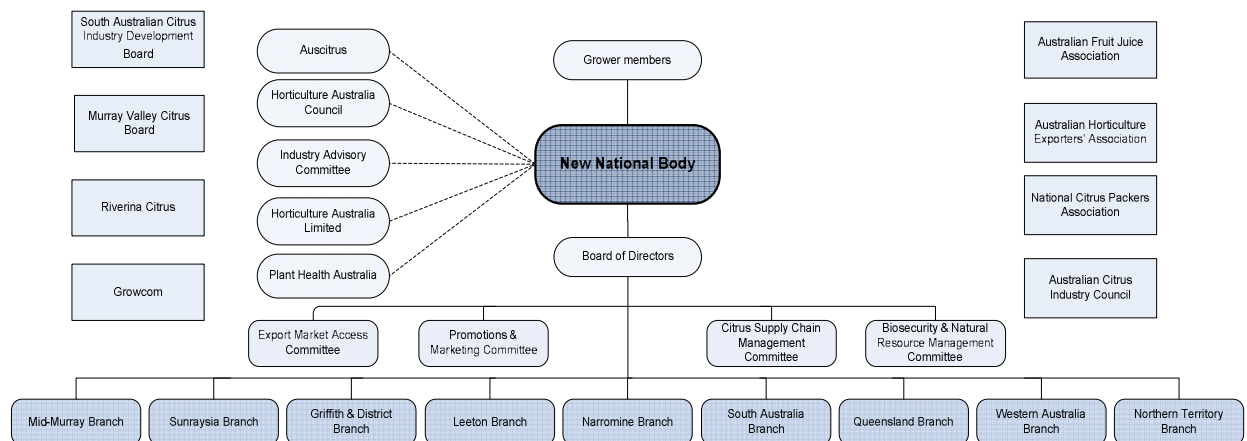 South Australian Citrus
Industry Development
Board
Murray Valley Citrus
Board
Riverina Citrus
Growcom
Auscitrus
Horticulture Australia
Council
Industry Advisory
Committee
Horticulture Australia
Limited
Plant Health Australia
Grower members
New National Body
Board of Directors
Australian Fruit Juice
Association
Australian Horticulture
Exporters' Association
National Citrus Packers
Association
Australian Citrus
Industry Council
Export Market Access
Committee
Promotions &
Marketing Committee
Citrus Supply Chain
Management
Committee
Biosecurity & Natural
Resource Management
Committee
Mid-Murray Branch
Sunraysia Branch
Griffith & District
Branch
Leeton Branch
Narromine Branch
South Australia
Branch
Queensland Branch
Western Australia
Branch
Northern Territory
Branch